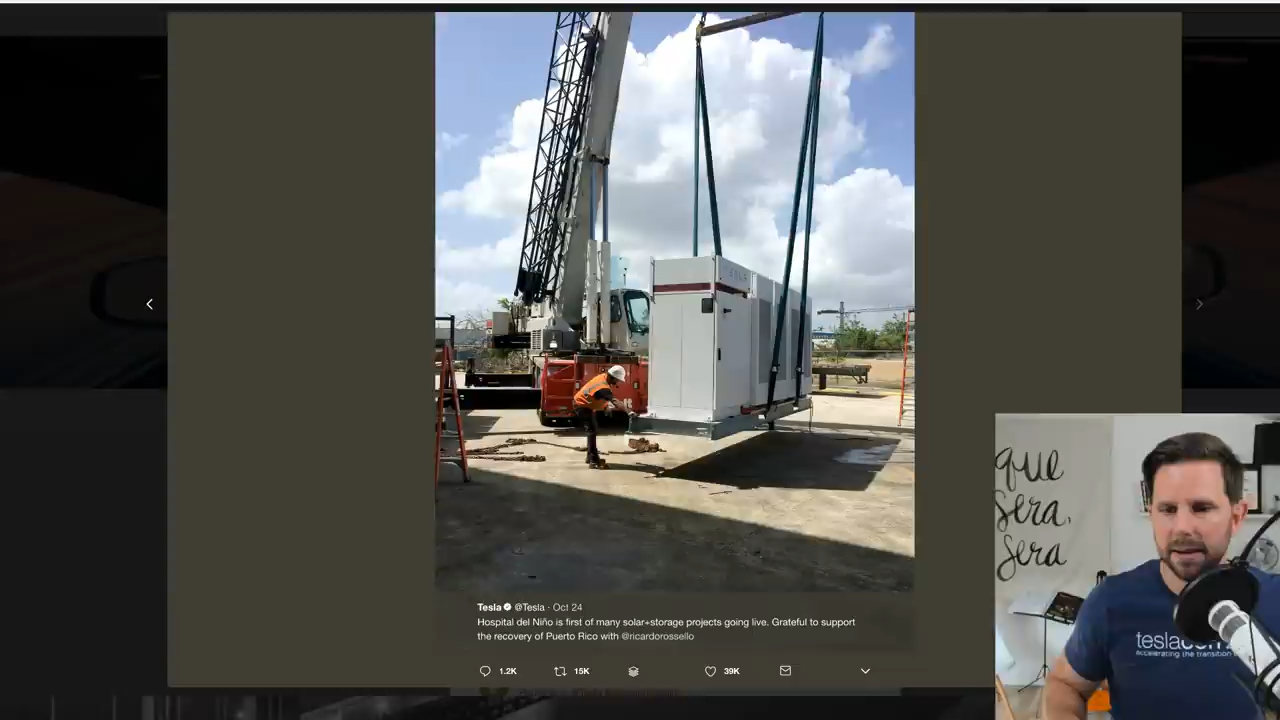 Tesla @Tesla · Oct 24
Hospital del Niño is first of many solar+storage projects going live. Grateful to support
the recovery of Puerto Rico with @ricardorossello
1.2K 15K 39K
que
sera,
sera
accelerating the transition